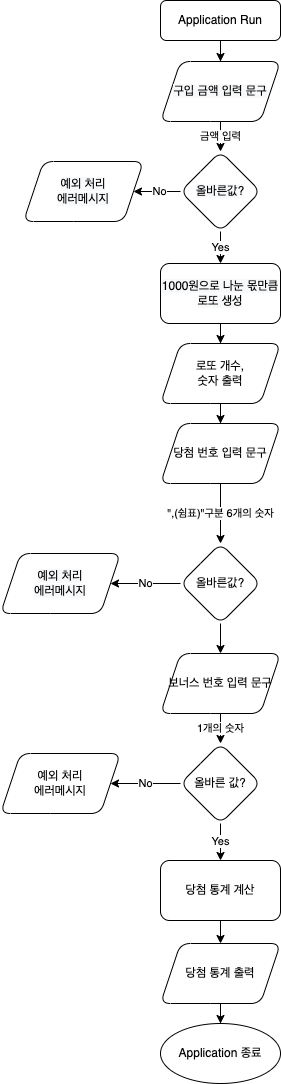 Application Run
구입 금액 입력 문구
금액 입력
예외 처리
에러메시지
No
올바른값?
Yes
1000원으로 나눈 몫만큼
로또 생성
로또 개수,
숫자 출력
당첨 번호 입력 문구
",(쉼표)"구분 6개의 숫자
예외 처리
에러메시지
No
올바른값?
보너스 번호 입력 문구
1개의 숫자
예외 처리
에러메시지
No
올바른 값?
Yes
당첨 통계 계산
당첨 통계 출력
Application 종료